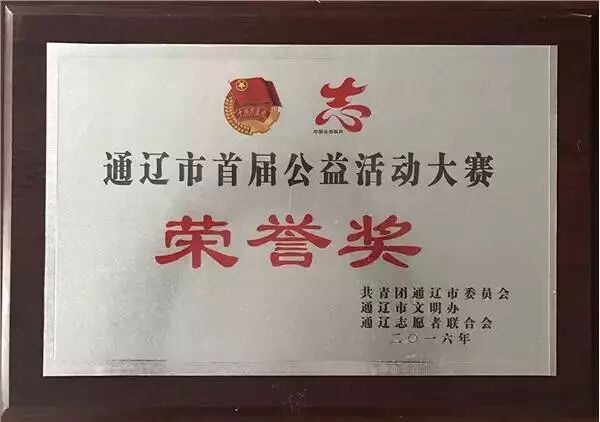 志
通辽市首届公益活动大赛
荣誉奖
共青团通辽市委员会
通辽市文明办
通辽志愿者联合会
二〇一六年